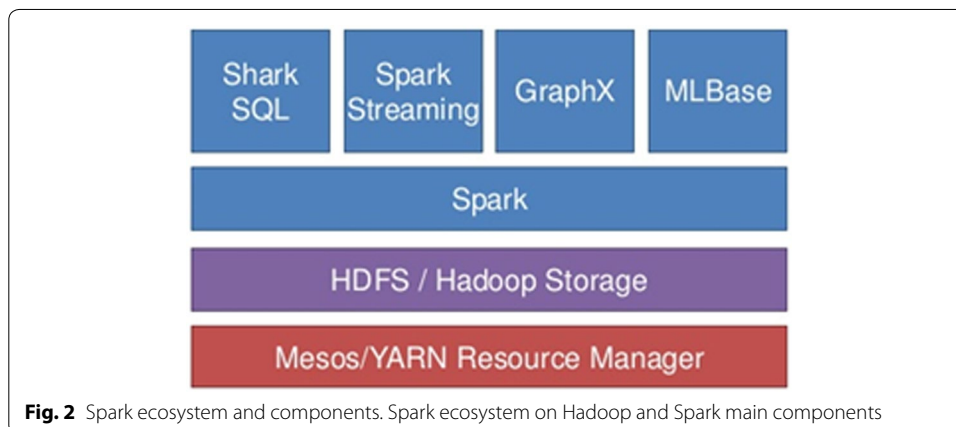 Shark
SQL
Spark
Streaming
GraphX
MLBase
Spark
HDFS / Hadoop Storage
Mesos/YARN Resource Manager
Fig. 2 Spark ecosystem and components. Spark ecosystem on Hadoop and Spark main components